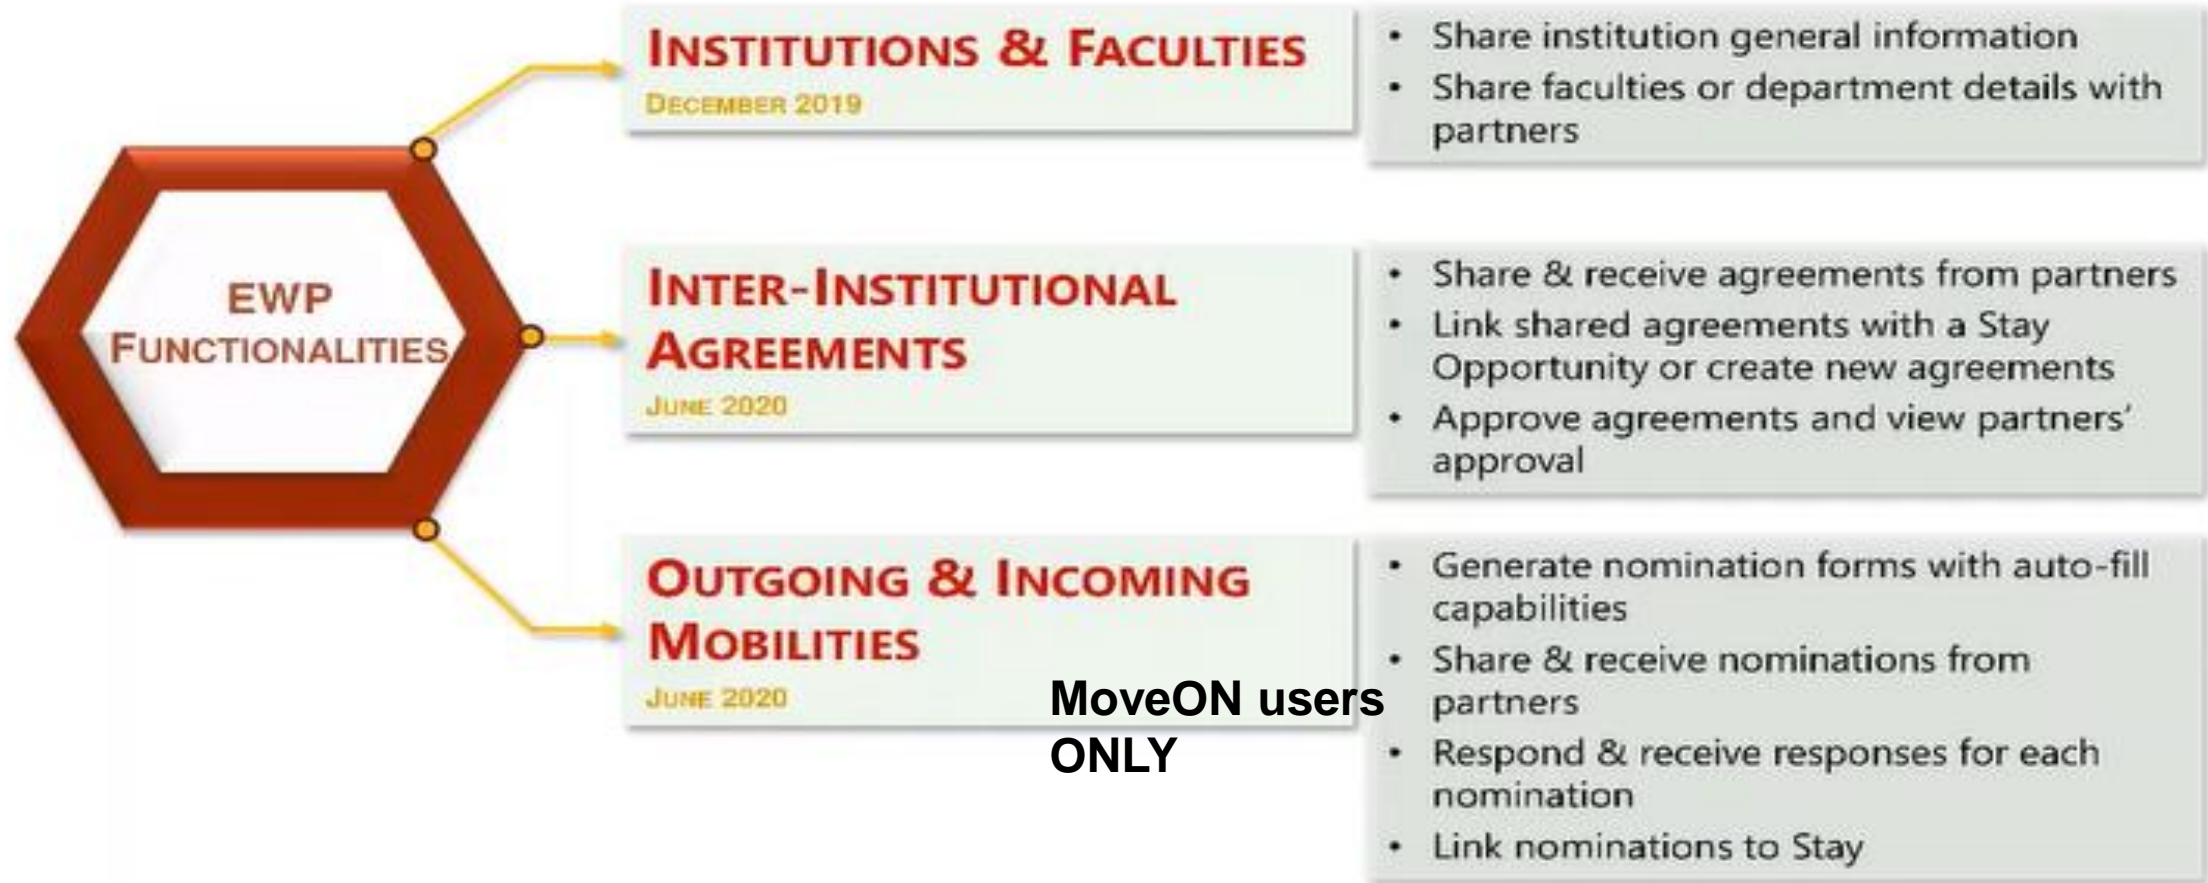 EWP
FUNCTIONALITIES
INSTITUTIONS & FACULTIES
DECEMBER 2019
• Share institution general information
• Share faculties or department details with
partners
INTER-INSTITUTIONAL
AGREEMENTS
JUNE 2020
• Share & receive agreements from partners
• Link shared agreements with a Stay
Opportunity or create new agreements
• Approve agreements and view partners'
approval
OUTGOING & INCOMING
MOBILITIES
JUNE 2020
MoveON users
ONLY
• Generate nomination forms with auto-fill
capabilities
• Share & receive nominations from
partners
• Respond & receive responses for each
nomination
• Link nominations to Stay